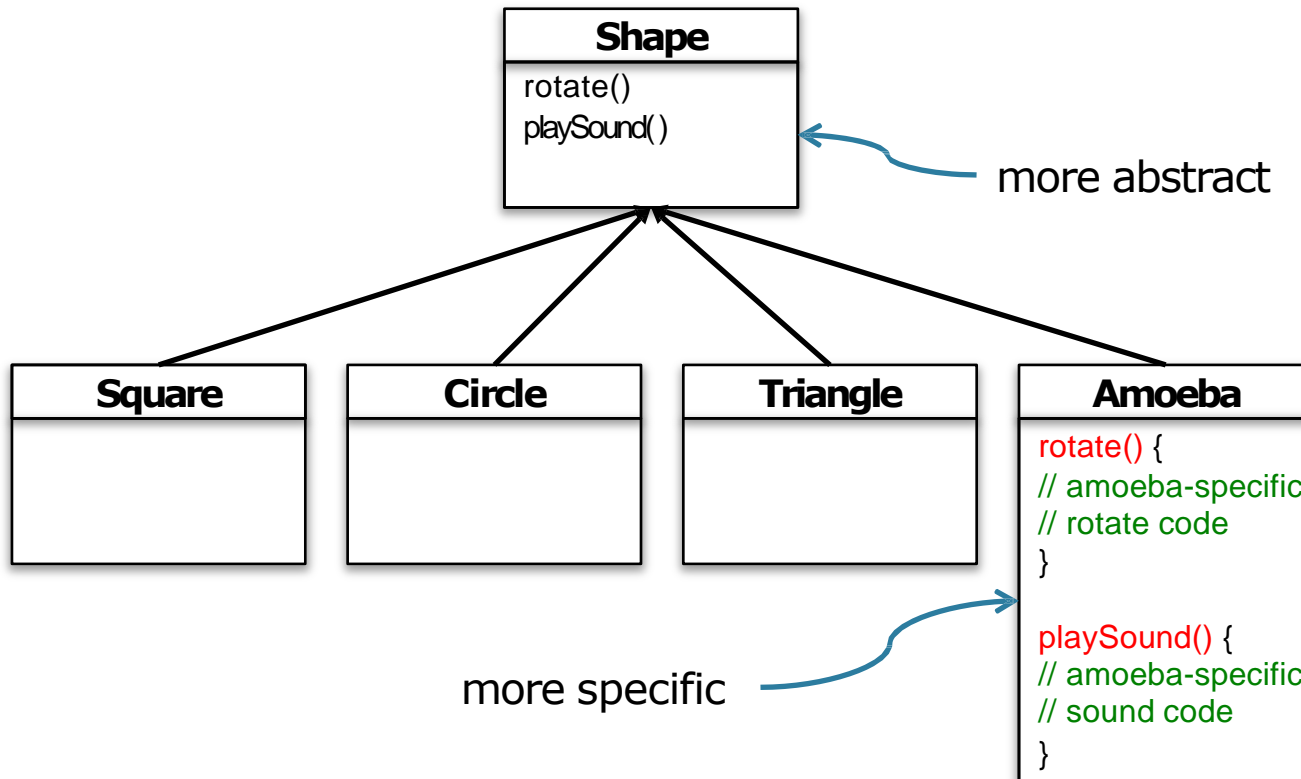 Shape
rotate()
playSound()
more abstract
Square
Circle
Triangle
Amoeba
rotate() {
// amoeba-specific
// rotate code
}
playSound() {
// amoeba-specific
// sound code
}
more specific